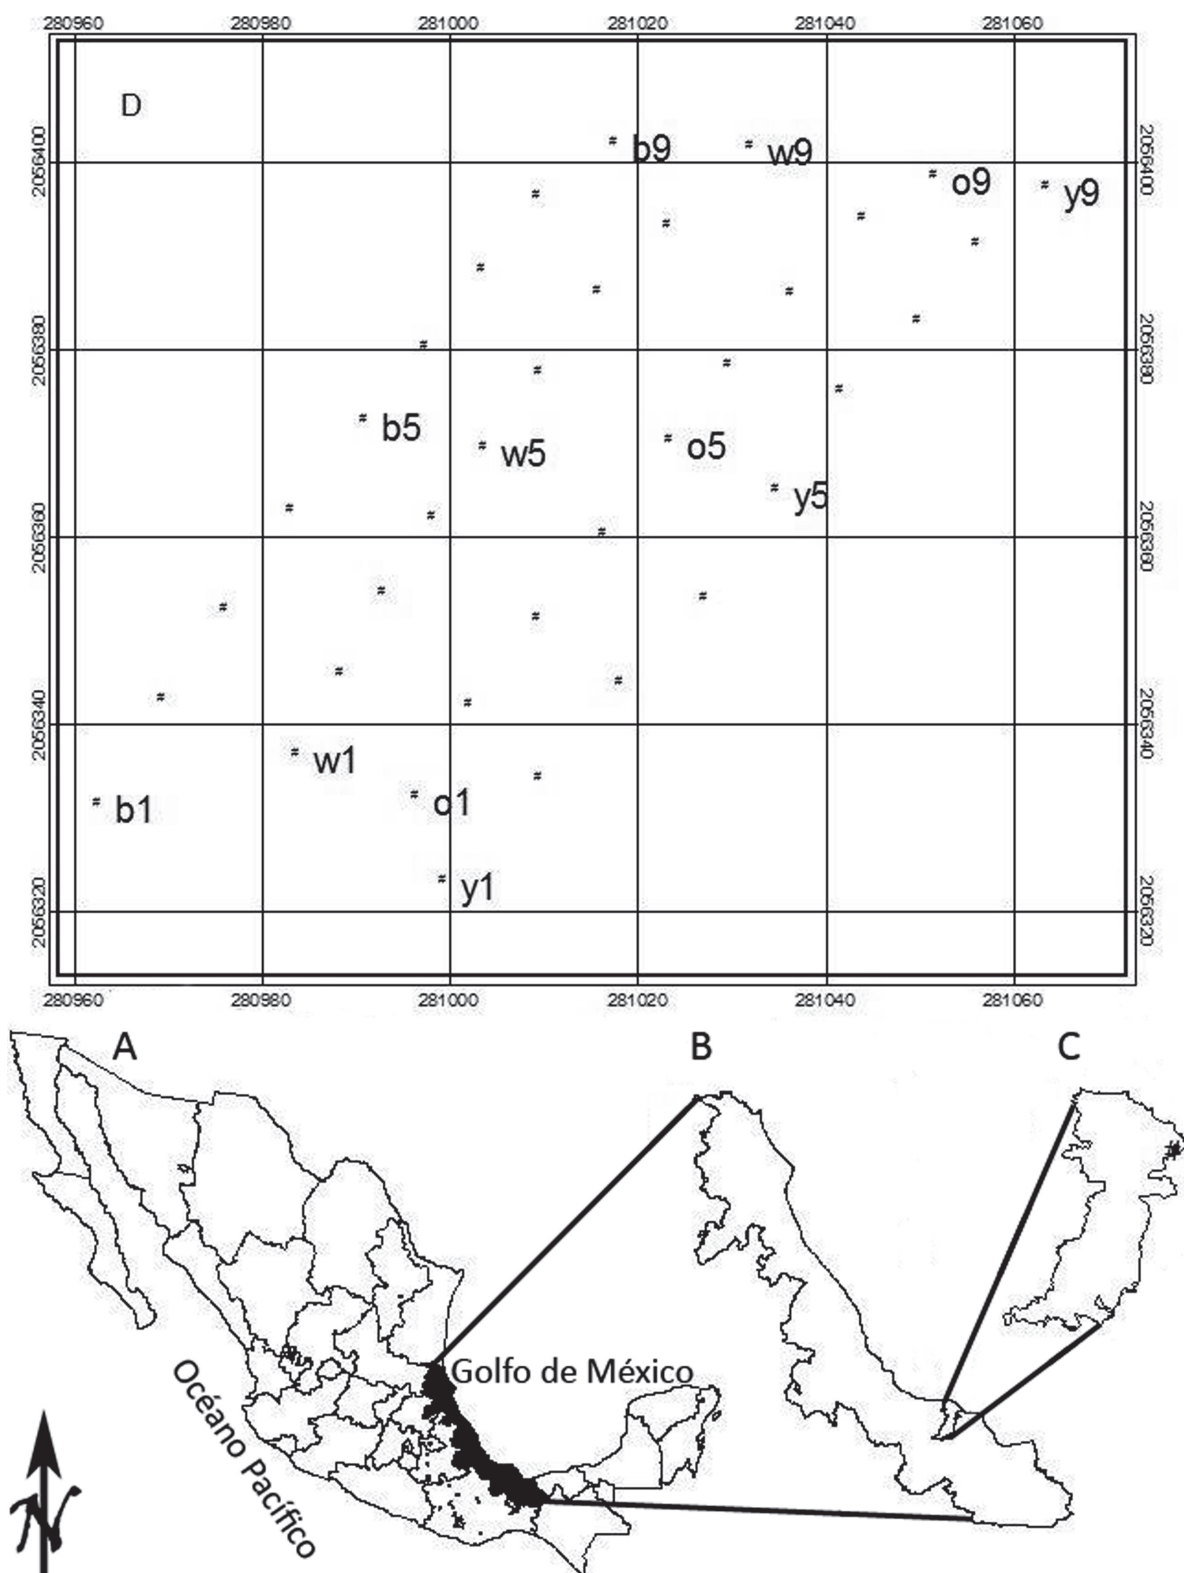 280960 280980 281000 281020 281040 281060
D
2056400 b9 w9 2056400
o9 y9
2056380 2056380
b5 w5 o5
y5
2056360 2056360
2056340 2056340
w1
b1 o1
y1
2056320 2056320
280960 280980 281000 281020 281040 281060
A B C
Golfo de México
Océano Pacífico
N